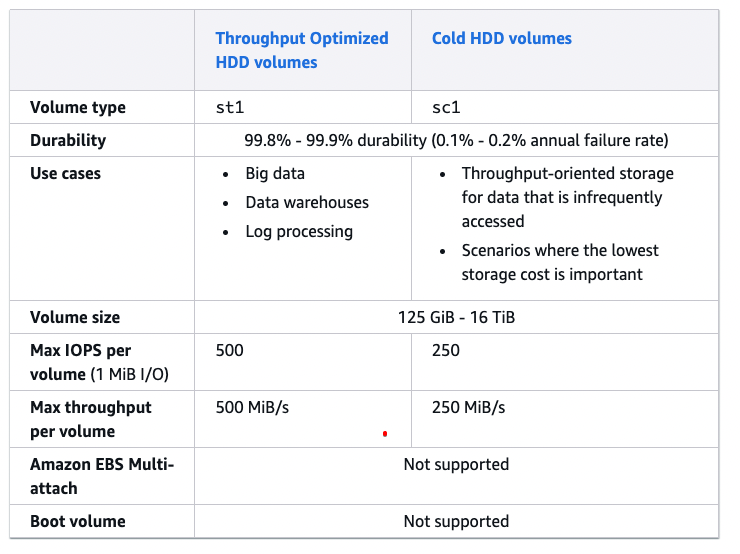 Throughput Optimized
HDD volumes
Cold HDD volumes
Volume type
st1
sc1
Durability
99.8% - 99.9% durability (0.1% - 0.2% annual failure rate)
Use cases
• Big data
• Data warehouses
• Log processing
• Throughput-oriented storage
for data that is infrequently
accessed
• Scenarios where the lowest
storage cost is important
Volume size
125 GiB - 16 TiB
Max IOPS per
volume (1 MiB I/O)
500
250
Max throughput
per volume
500 MiB/s
250 MiB/s
Amazon EBS Multi-
attach
Not supported
Boot volume
Not supported